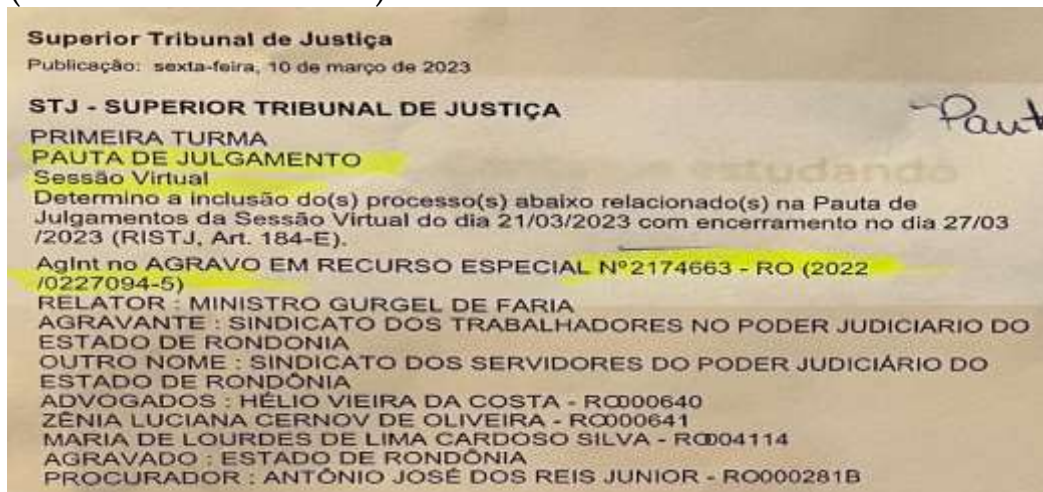 Superior Tribunal de Justiça
Publicação: sexta-feira, 10 de março de 2023
STJ - SUPERIOR TRIBUNAL DE JUSTIÇA
PRIMEIRA TURMA
PAUTA DE JULGAMENTO
Sessão Virtual
estudando
Determino a inclusão do(s) processo(s) abaixo relacionado(s) na Pauta de
Julgamentos da Sessão Virtual do dia 21/03/2023 com encerramento no dia 27/03
/2023 (RISTJ, Art. 184-E).
AgInt no AGRAVO EM RECURSO ESPECIAL Nº2174663 - RO (2022
/0227094-5)
RELATOR : MINISTRO GURGEL DE FARIA
AGRAVANTE : SINDICATO DOS TRABALHADORES NO PODER JUDICIARIO DO
ESTADO DE RONDONIA
OUTRO NOME : SINDICATO DOS SERVIDORES DO PODER JUDICIÁRIO DO
ESTADO DE RONDÔNIA
ADVOGADOS : HÉLIO VIEIRA DA COSTA - RO000640
ZÊNIA LUCIANA CERNOV DE OLIVEIRA - RO000641
MARIA DE LOURDES DE LIMA CARDOSO SILVA - RO004114
AGRAVADO : ESTADO DE RONDÔNIA
PROCURADOR : ANTÔNIO JOSÉ DOS REIS JUNIOR - RO000281B